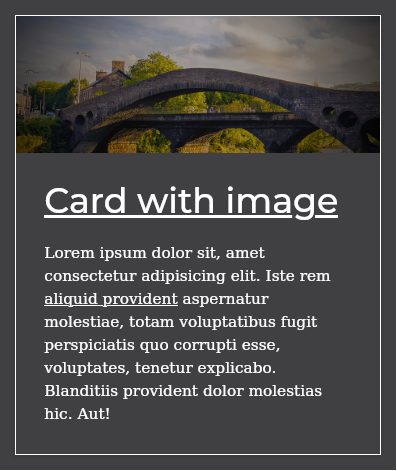 Card with image
Lorem ipsum dolor sit, amet
consectetur adipisicing elit. Iste rem
aliquid provident aspernatur
molestiae, totam voluptatibus fugit
perspiciatis quo corrupti esse,
voluptates, tenetur explicabo.
Blanditiis provident dolor molestias
hic. Aut!